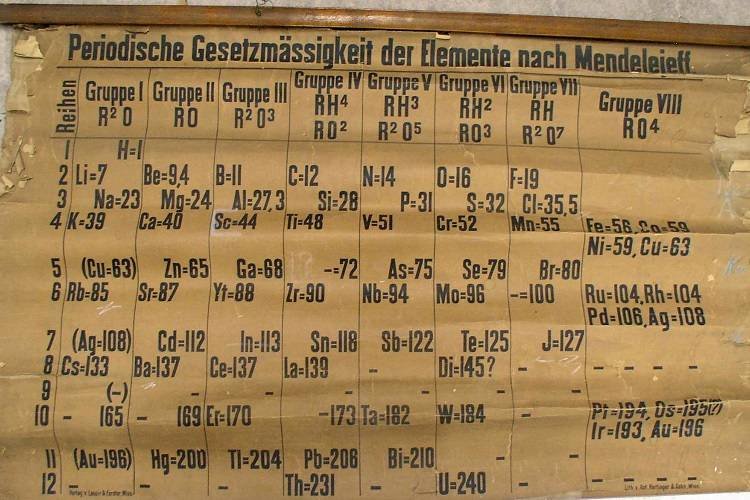 Periodische Gesetzmässigkeit der Elemente nach Mendelejeff.
Reihen Gruppe I Gruppe II Gruppe III Gruppe IV Gruppe V Gruppe VI Gruppe VII Gruppe VIII
RH⁴ RH³ RH² RH
R²O RO R²O³ RO² R²O⁵ RO³ R²O⁷ RO⁴
1 H=1
2 Li=7 Be=9,4 B=11 C=12 N=14 O=16 F=19
3 Na=23 Mg=24 Al=27,3 Si=28 P=31 S=32 Cl=35,5
4 K=39 Ca=40 Sc=44 Ti=48 V=51 Cr=52 Mn=55 Fe=56, Co=59
Ni=59, Cu=63
5 (Cu=63) Zn=65 Ga=68 -=72 As=75 Se=79 Br=80
6 Rb=85 Sr=87 Yt=88 Zr=90 Nb=94 Mo=96 -=100 Ru=104, Rh=104
Pd=106, Ag=108
7 (Ag=108) Cd=112 In=113 Sn=118 Sb=122 Te=125 J=127
8 Cs=133 Ba=137 Ce=137 La=139 - Di=145? - - - - -
9 (-) - - - - - -
10 - 165 - 169 Er=170 -173 Ta=182 W=184 - Pt=194, Os=195(?)
Ir=193, Au=196
11 (Au=196) Hg=200 Tl=204 Pb=206 Bi=210 - -
12 - - - Th=231 - U=240 - - - - -
Verlag v. Lenoir & Forster, Wien.